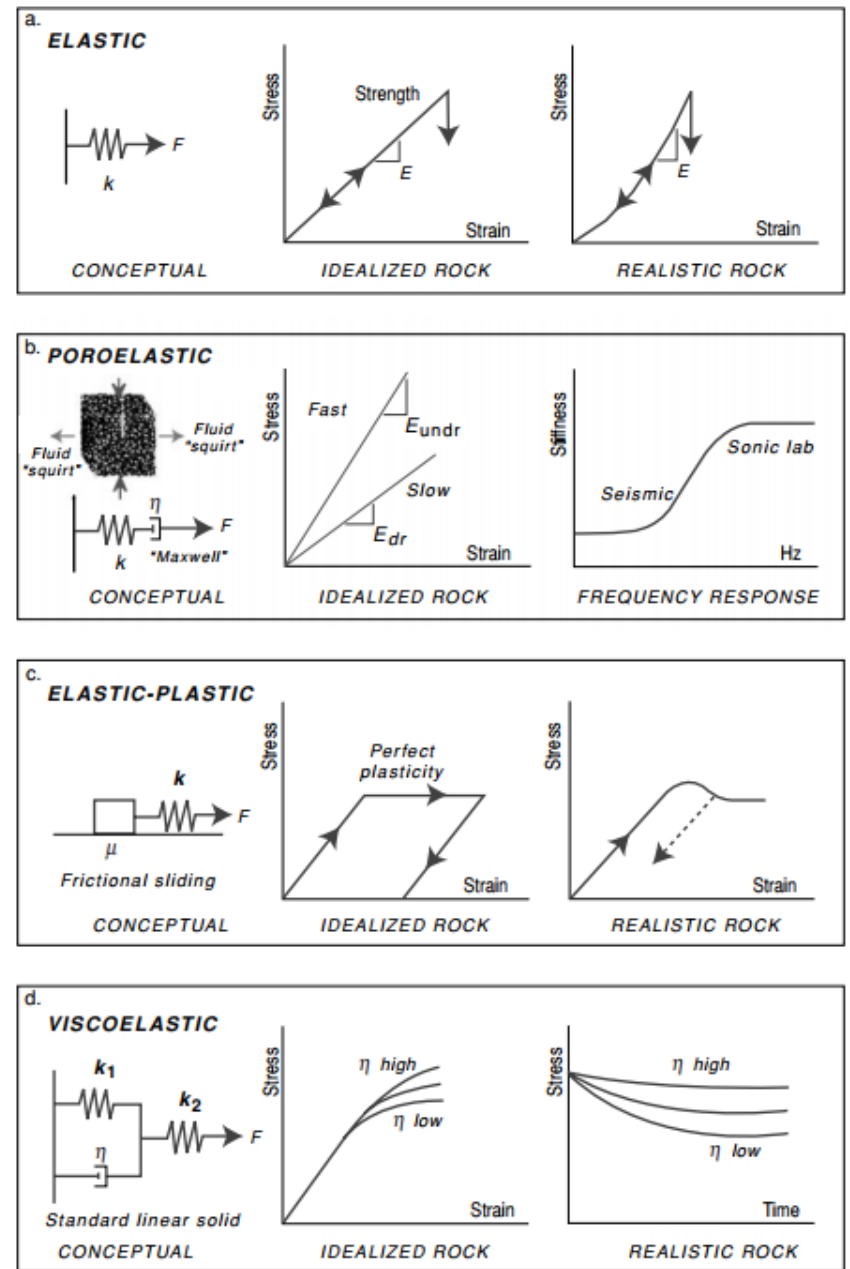 a.
ELASTIC
F
k
CONCEPTUAL
Stress
Strength
E
Strain
IDEALIZED ROCK
Stress
E
Strain
REALISTIC ROCK
b.
POROELASTIC
Fluid
"squirt"
Fluid
"squirt"
η
F
k
"Maxwell"
CONCEPTUAL
Stress
Fast
Eundr
Slow
Edr
Strain
IDEALIZED ROCK
Stiffness
Sonic lab
Seismic
Hz
FREQUENCY RESPONSE
c.
ELASTIC-PLASTIC
k
F
μ
Frictional sliding
CONCEPTUAL
Stress
Perfect
plasticity
Strain
IDEALIZED ROCK
Stress
Strain
REALISTIC ROCK
d.
VISCOELASTIC
k1
k2
F
η
Standard linear solid
CONCEPTUAL
Stress
η high
η low
Strain
IDEALIZED ROCK
Stress
η high
η low
Time
REALISTIC ROCK